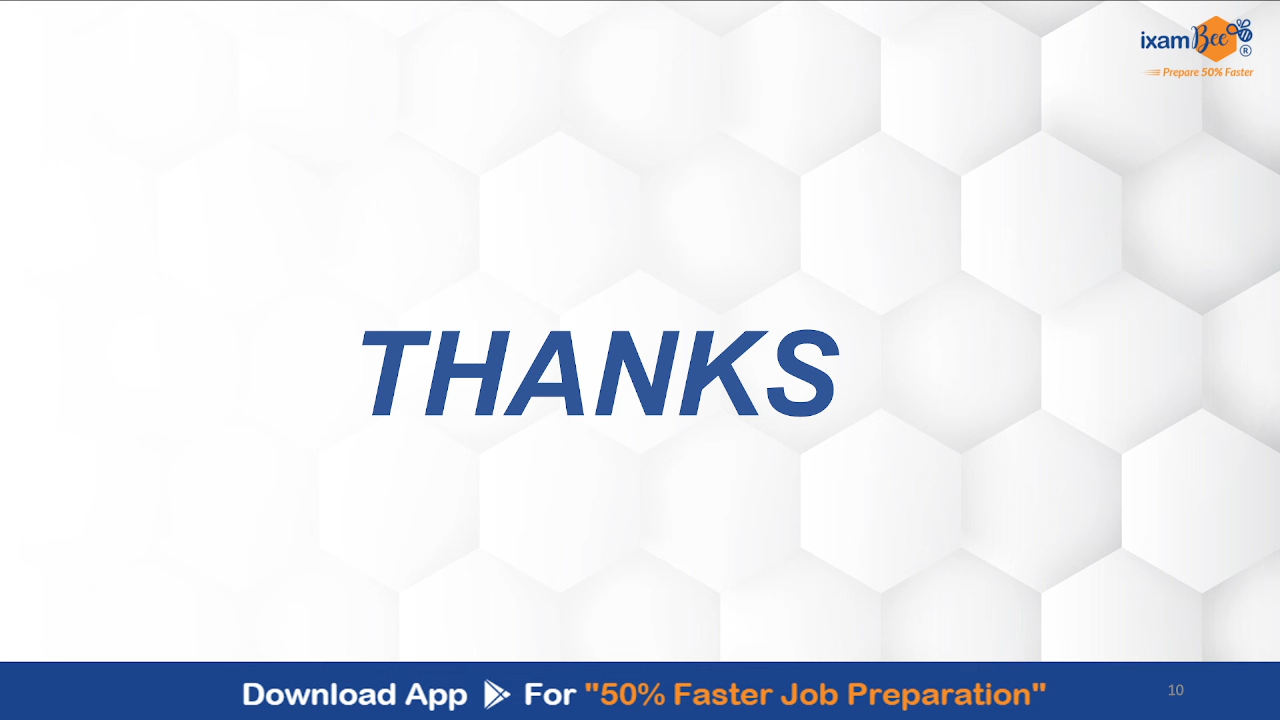 ixamBee
®
Prepare 50% Faster
THANKS
Download App For "50% Faster Job Preparation"
10